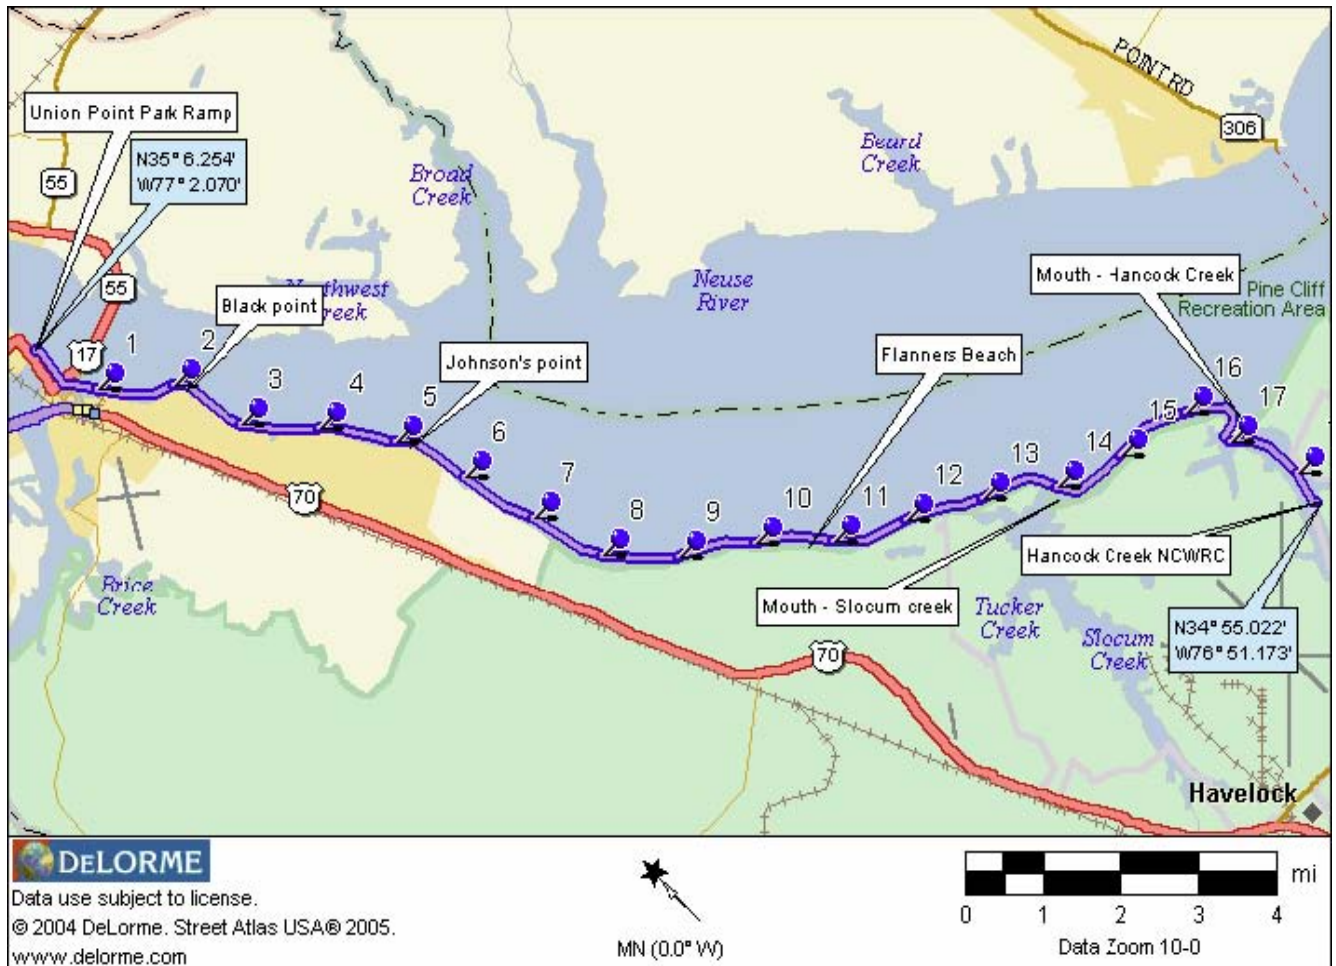 POINT RD
306
Union Point Park Ramp
N35° 6.254'
W77° 2.070'
55
Broad
Creek
Beard
Creek
55
17
Northwest
Creek
Black point
Neuse
River
Mouth - Hancock Creek
Pine Cliff
Recreation Area
Johnson's point
Flanners Beach
1
2
3
4
5
6
7
8
9
10
11
12
13
14
15
16
17
70
Brice
Creek
Hancock Creek NCWRC
Mouth - Slocum creek
Tucker
Creek
Slocum
Creek
N34° 55.022'
W76° 51.173'
70
Havelock
DELORME
Data use subject to license.
© 2004 DeLorme. Street Atlas USA® 2005.
www.delorme.com
MN (0.0° W)
mi
0 1 2 3 4
Data Zoom 10-0